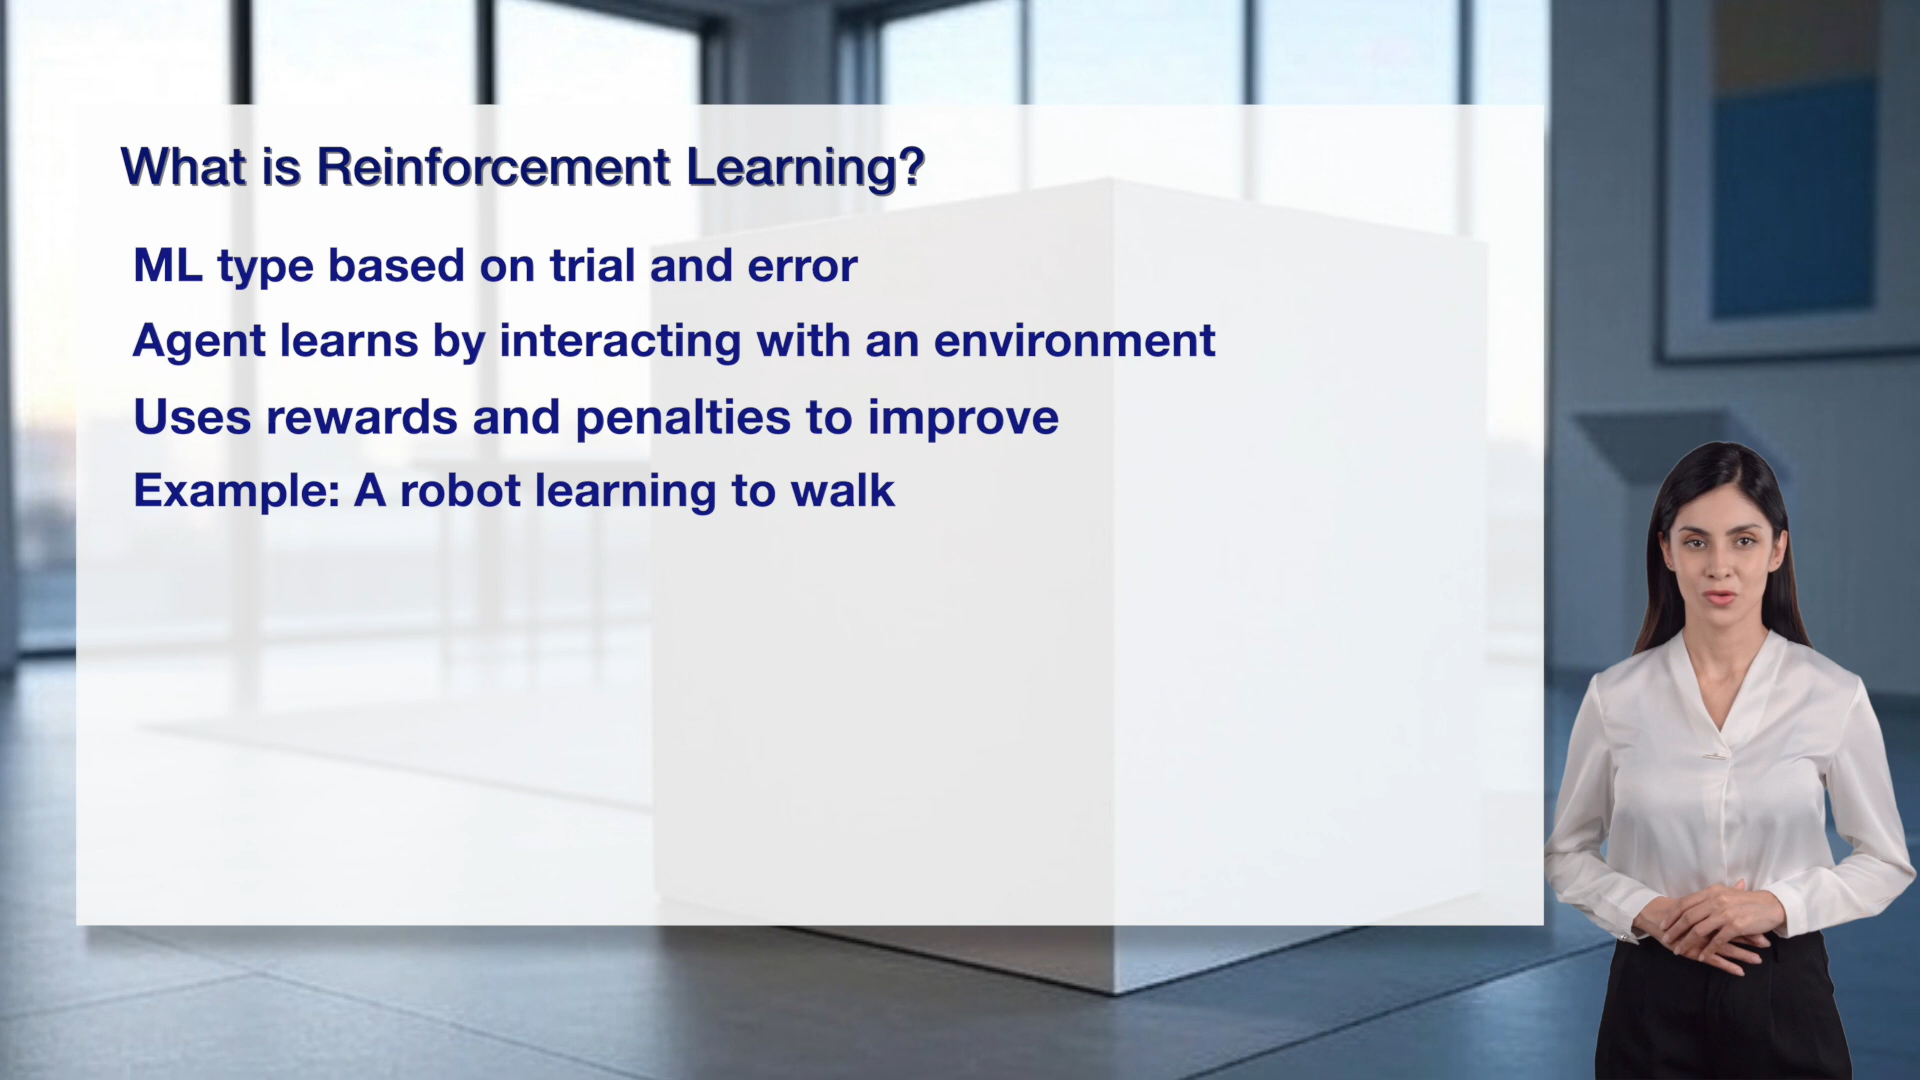 What is Reinforcement Learning?
ML type based on trial and error
Agent learns by interacting with an environment
Uses rewards and penalties to improve
Example: A robot learning to walk